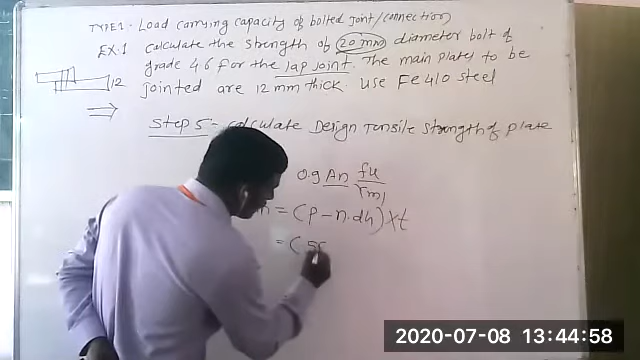 TYPE1 - Load carrying capacity of bolted joint/connection)
EX.1 Calculate the strength of 20 mm diameter bolt of
grade 4.6 for the lap joint. The main plates to be
12 jointed are 12 mm thick. Use Fe410 steel
Step 5 - Calculate Design Tensile Strength of plate
0.9 An fu
rm1
= (P - n.dh) x t
= (
2020-07-08 13:44:58